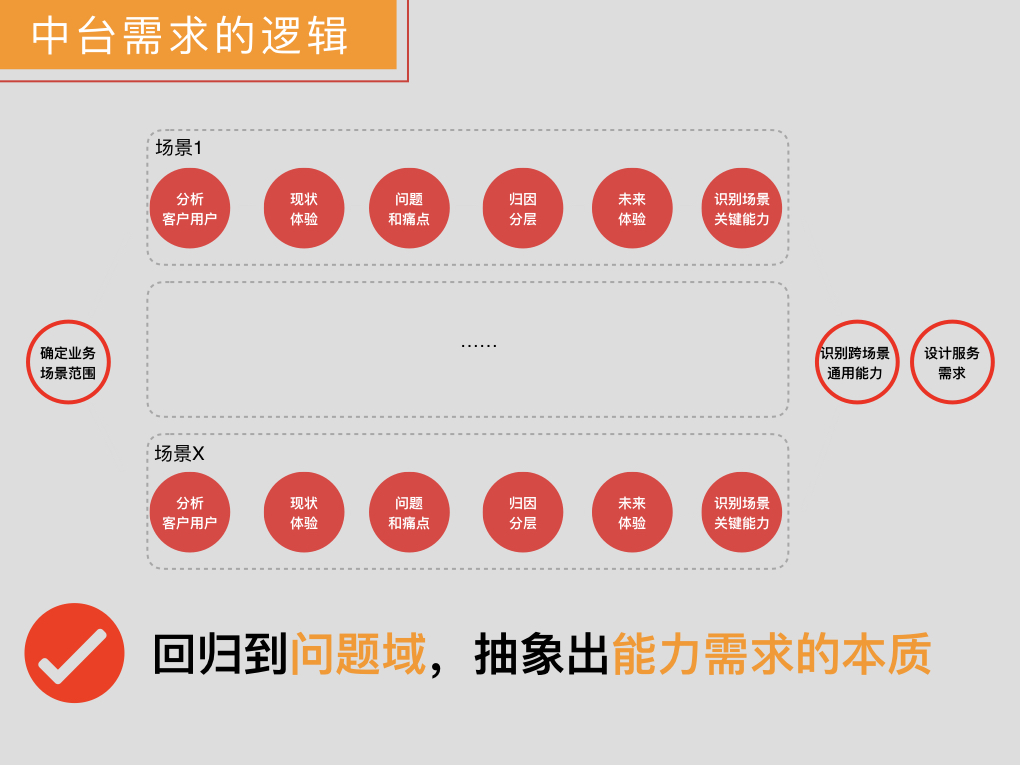 中台需求的逻辑
场景1
分析
客户用户
现状
体验
问题
和痛点
归因
分层
未来
体验
识别场景
关键能力
确定业务
场景范围
......
识别跨场景
通用能力
设计服务
需求
场景X
分析
客户用户
现状
体验
问题
和痛点
归因
分层
未来
体验
识别场景
关键能力
回归到问题域，抽象出能力需求的本质